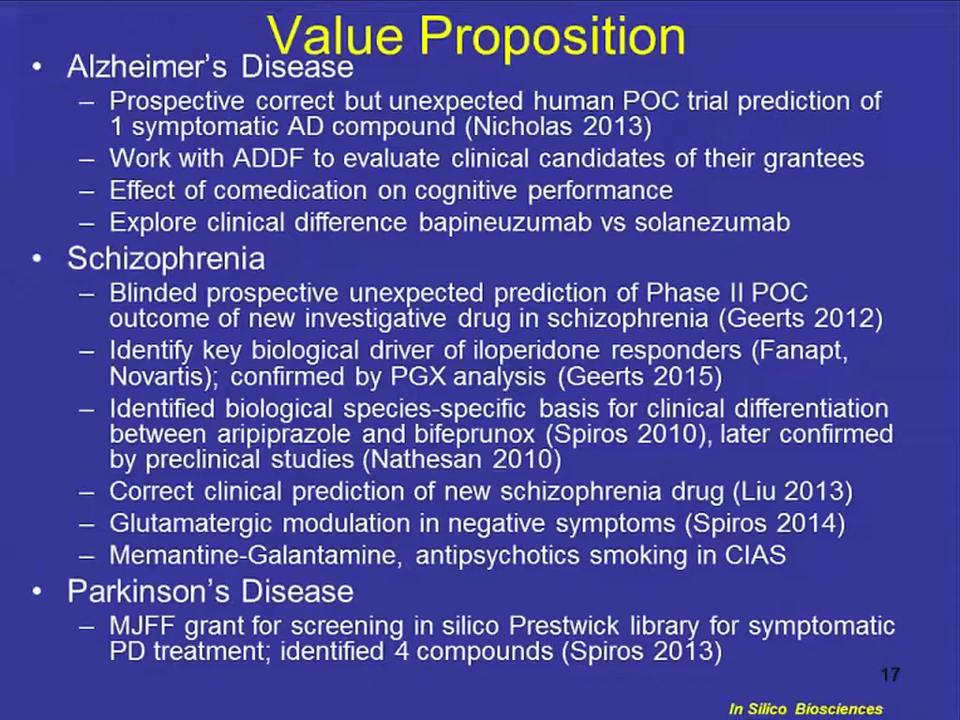 Value Proposition
• Alzheimer's Disease
– Prospective correct but unexpected human POC trial prediction of
1 symptomatic AD compound (Nicholas 2013)
– Work with ADDF to evaluate clinical candidates of their grantees
– Effect of comedication on cognitive performance
– Explore clinical difference bapineuzumab vs solanezumab
• Schizophrenia
– Blinded prospective unexpected prediction of Phase II POC
outcome of new investigative drug in schizophrenia (Geerts 2012)
– Identify key biological driver of iloperidone responders (Fanapt,
Novartis); confirmed by PGX analysis (Geerts 2015)
– Identified biological species-specific basis for clinical differentiation
between aripiprazole and bifeprunox (Spiros 2010), later confirmed
by preclinical studies (Nathesan 2010)
– Correct clinical prediction of new schizophrenia drug (Liu 2013)
– Glutamatergic modulation in negative symptoms (Spiros 2014)
– Memantine-Galantamine, antipsychotics smoking in CIAS
• Parkinson's Disease
– MJFF grant for screening in silico Prestwick library for symptomatic
PD treatment; identified 4 compounds (Spiros 2013)
17
In Silico Biosciences